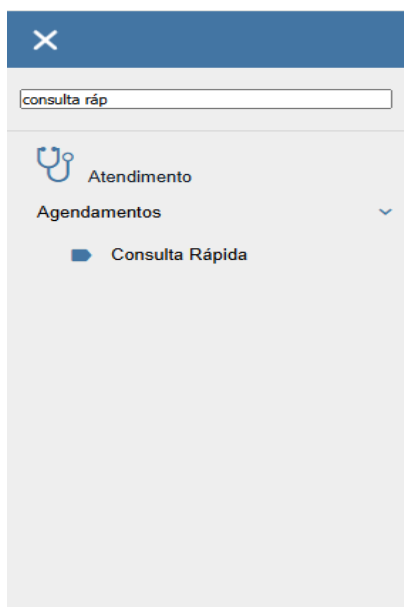 consulta ráp
Atendimento
Agendamentos
Consulta Rápida